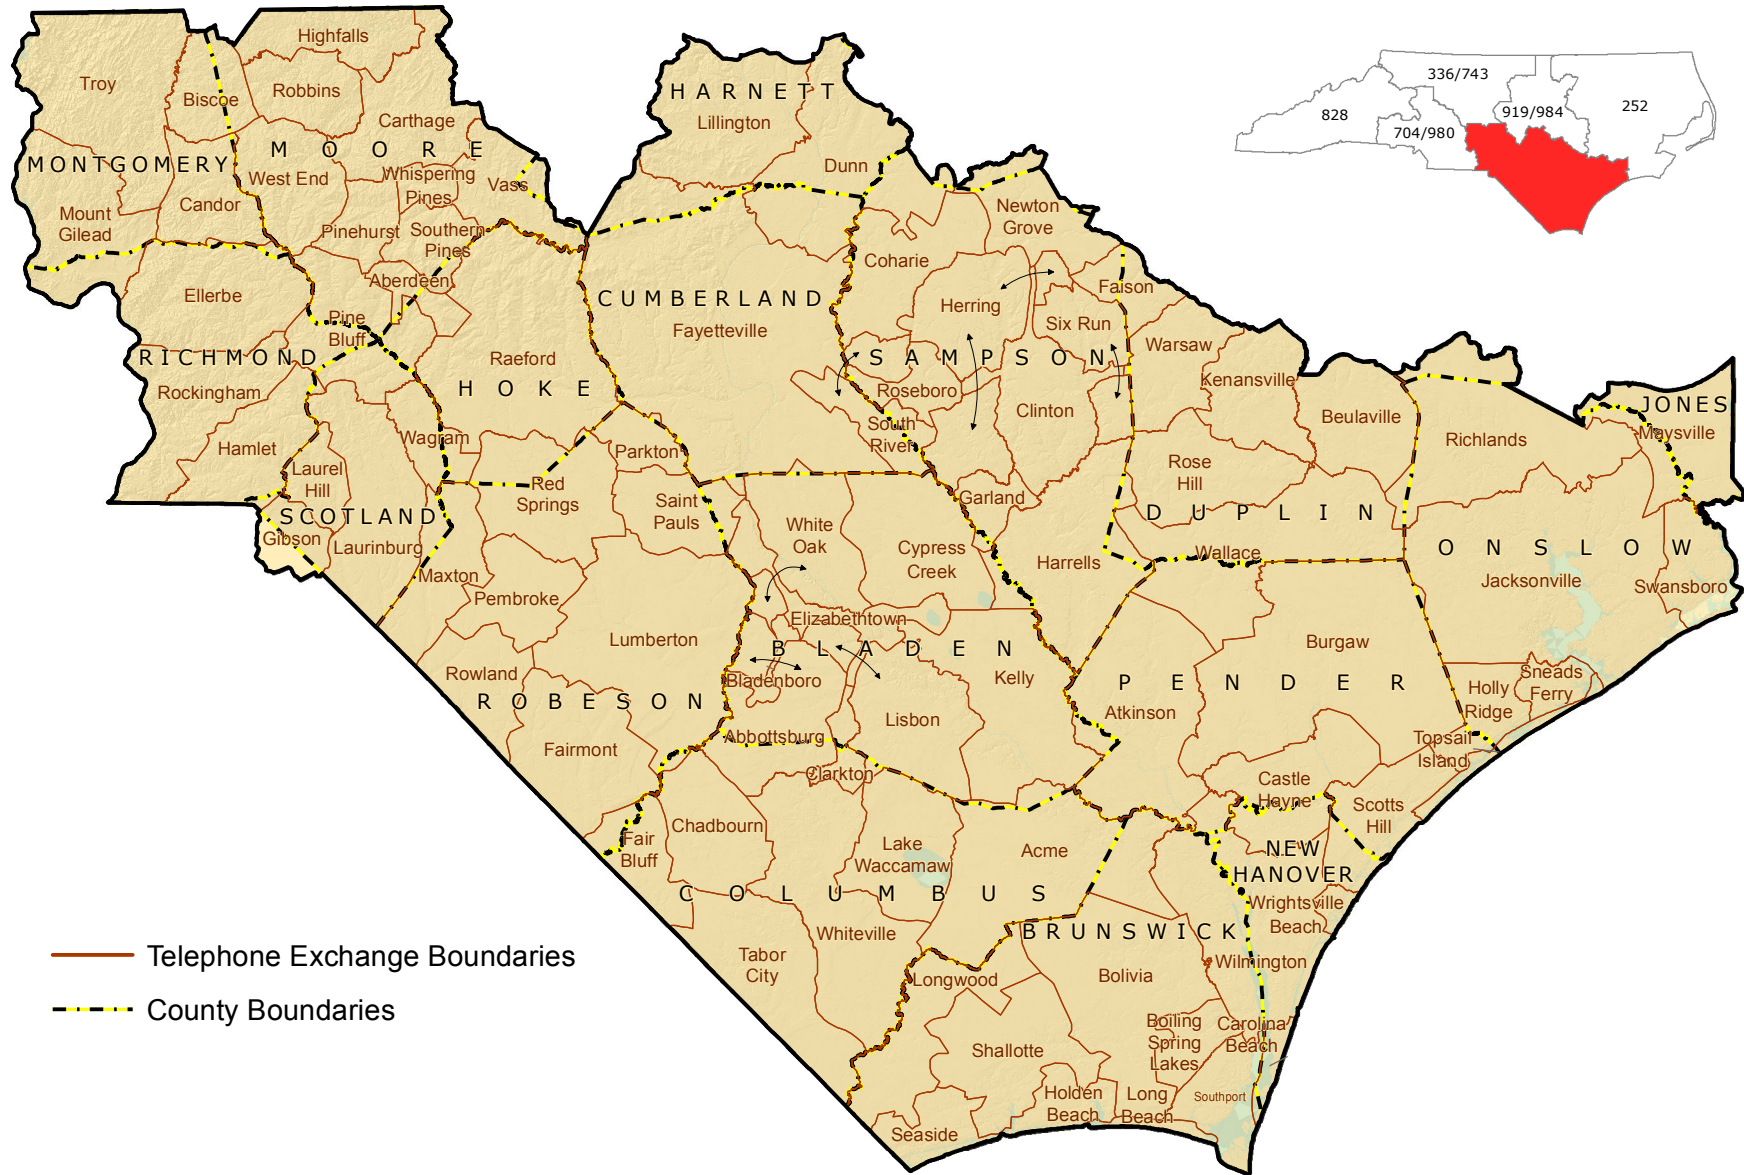 Highfalls
Troy
Biscoe
Robbins
HARNETT
Lillington
336/743
828
919/984
252
704/980
Carthage
MOORE
MONTGOMERY
West End
Whispering
Pines
Vass
Dunn
Candor
Mount
Gilead
Pinehurst
Southern
Pines
Newton
Grove
Coharie
Aberdeen
Ellerbe
CUMBERLAND
Fayetteville
Herring
Faison
Pine
Bluff
Six Run
RICHMOND
Raeford
SAMPSON
Warsaw
Rockingham
HOKE
Roseboro
Kenansville
Clinton
Beulaville
JONES
Maysville
Richlands
South
River
Hamlet
Wagram
Parkton
Laurel
Hill
Rose
Hill
Red
Springs
Saint
Pauls
Garland
SCOTLAND
DUPLIN
White
Oak
Gibson
Laurinburg
Cypress
Creek
Harrells
Wallace
ONSLOW
Jacksonville
Swansboro
Maxton
Pembroke
Elizabethtown
Lumberton
BLADEN
Burgaw
Rowland
Bladenboro
Kelly
PENDER
Sneads
Ferry
Holly
Ridge
ROBESON
Lisbon
Atkinson
Fairmont
Abbottsburg
Topsail
Island
Clarkton
Castle
Hayne
Scotts
Hill
Fair
Bluff
Chadbourn
Lake
Waccamaw
Acme
NEW
HANOVER
COLUMBUS
Wrightsville
Beach
Whiteville
BRUNSWICK
Tabor
City
Wilmington
Longwood
Bolivia
Telephone Exchange Boundaries
County Boundaries
Boiling
Spring
Lakes
Carolina
Beach
Shallotte
Holden
Beach
Long
Beach
Southport
Seaside